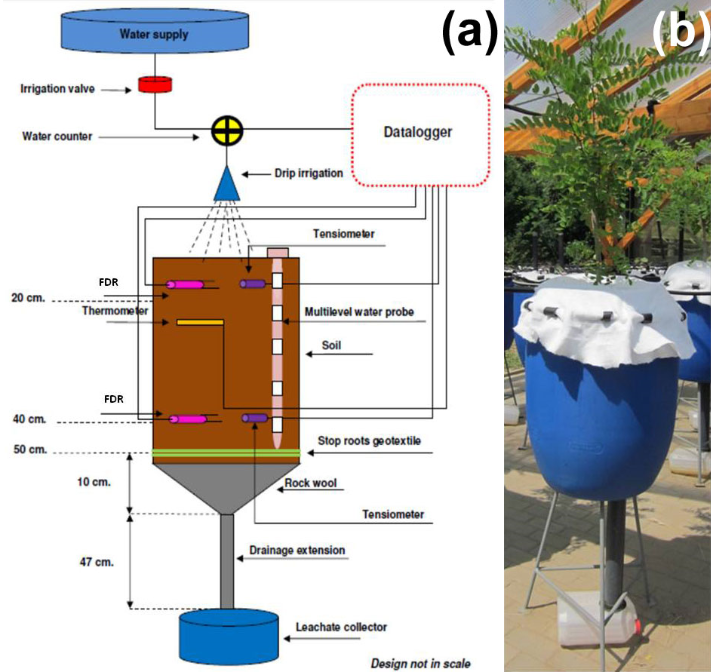 Water supply
(a)
(b)
Irrigation valve
Water counter
Datalogger
Drip irrigation
Tensiometer
FDR
20 cm.
Thermometer
Multilevel water probe
Soil
FDR
40 cm.
Stop roots geotextile
50 cm.
10 cm.
Rock wool
Tensiometer
Drainage extension
47 cm.
Leachate collector
Design not in scale